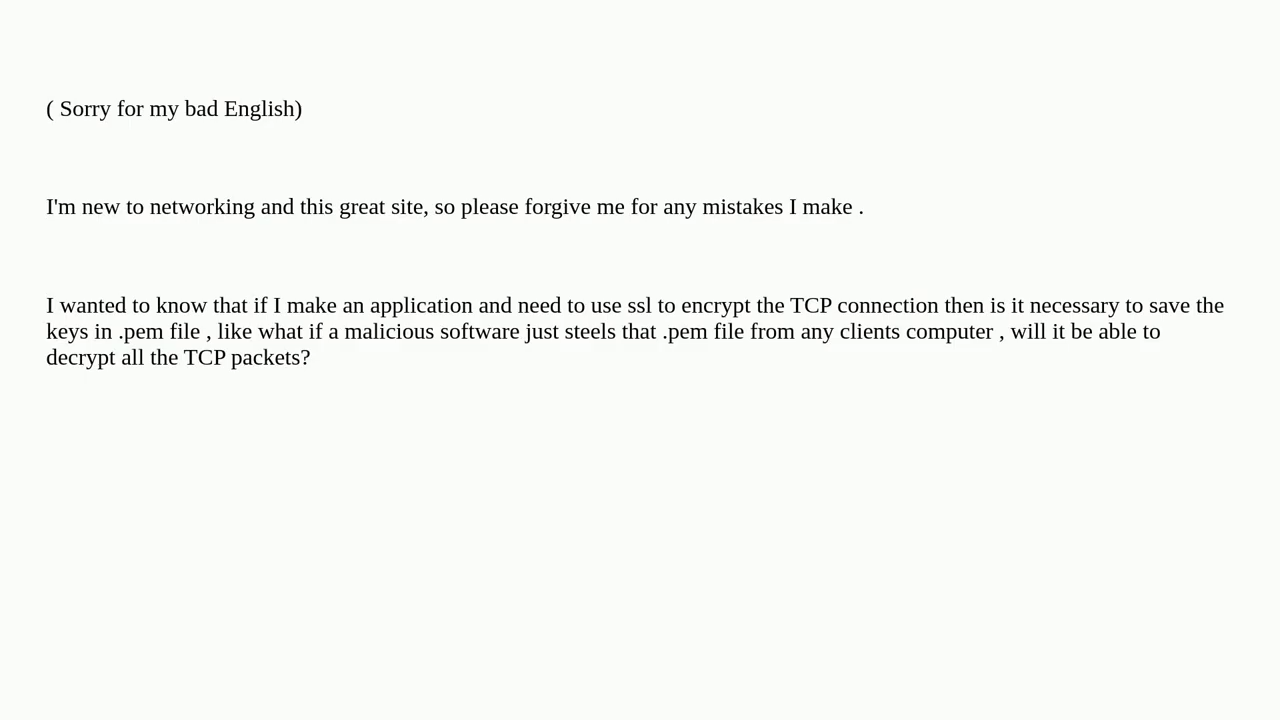 ( Sorry for my bad English)
I'm new to networking and this great site, so please forgive me for any mistakes I make .
I wanted to know that if I make an application and need to use ssl to encrypt the TCP connection then is it necessary to save the
keys in .pem file , like what if a malicious software just steels that .pem file from any clients computer , will it be able to
decrypt all the TCP packets?